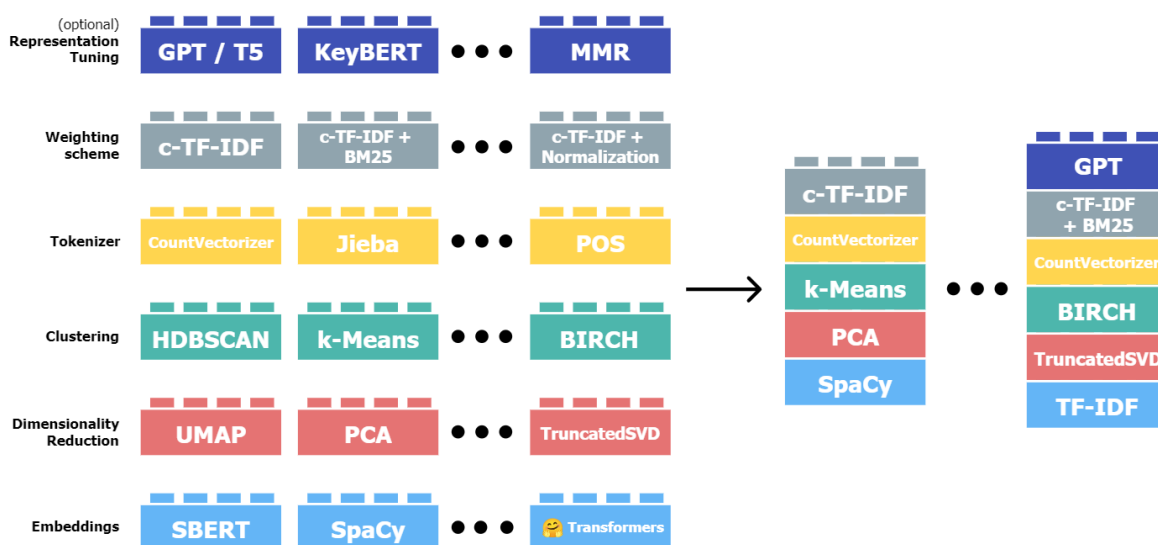 (optional)
Representation
Tuning
GPT / T5
KeyBERT
MMR
Weighting
scheme
c-TF-IDF
c-TF-IDF +
BM25
c-TF-IDF +
Normalization
Tokenizer
CountVectorizer
Jieba
POS
Clustering
HDBSCAN
k-Means
BIRCH
Dimensionality
Reduction
UMAP
PCA
TruncatedSVD
Embeddings
SBERT
SpaCy
🤗 Transformers
c-TF-IDF
CountVectorizer
k-Means
PCA
SpaCy
GPT
c-TF-IDF
+ BM25
CountVectorizer
BIRCH
TruncatedSVD
TF-IDF